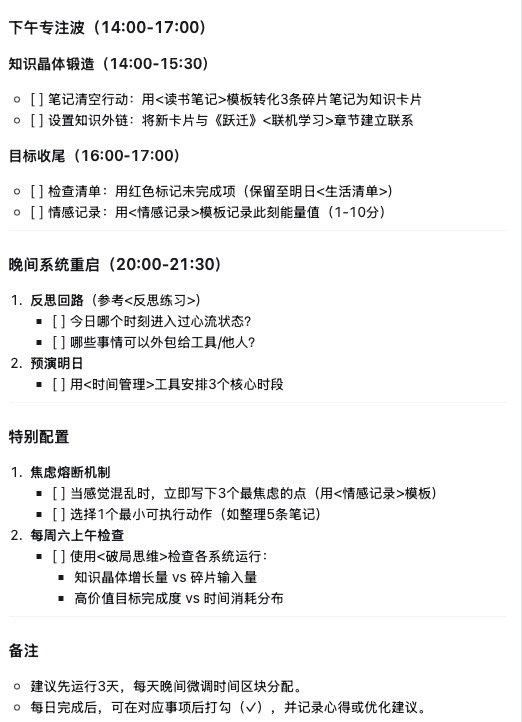 下午专注波（14:00-17:00）
知识晶体锻造（14:00-15:30）
[ ] 笔记清空行动：用<读书笔记>模板转化3条碎片笔记为知识卡片
[ ] 设置知识外链：将新卡片与《跃迁》<联机学习>章节建立联系
目标收尾（16:00-17:00）
[ ] 检查清单：用红色标记未完成项（保留至明日<生活清单>）
[ ] 情感记录：用<情感记录>模板记录此刻能量值（1-10分）
晚间系统重启（20:00-21:30）
1. 反思回路（参考<反思练习>）
[ ] 今日哪个时刻进入过心流状态？
[ ] 哪些事情可以外包给工具/他人？
2. 预演明日
[ ] 用<时间管理>工具安排3个核心时段
特别配置
1. 焦虑熔断机制
[ ] 当感觉混乱时，立即写下3个最焦虑的点（用<情感记录>模板）
[ ] 选择1个最小可执行动作（如整理5条笔记）
2. 每周六上午检查
[ ] 使用<破局思维>检查各系统运行：
知识晶体增长量 vs 碎片输入量
高价值目标完成度 vs 时间消耗分布
备注
建议先运行3天，每天晚间微调时间区块分配。
每日完成后，可在对应事项后打勾（✓），并记录心得或优化建议。